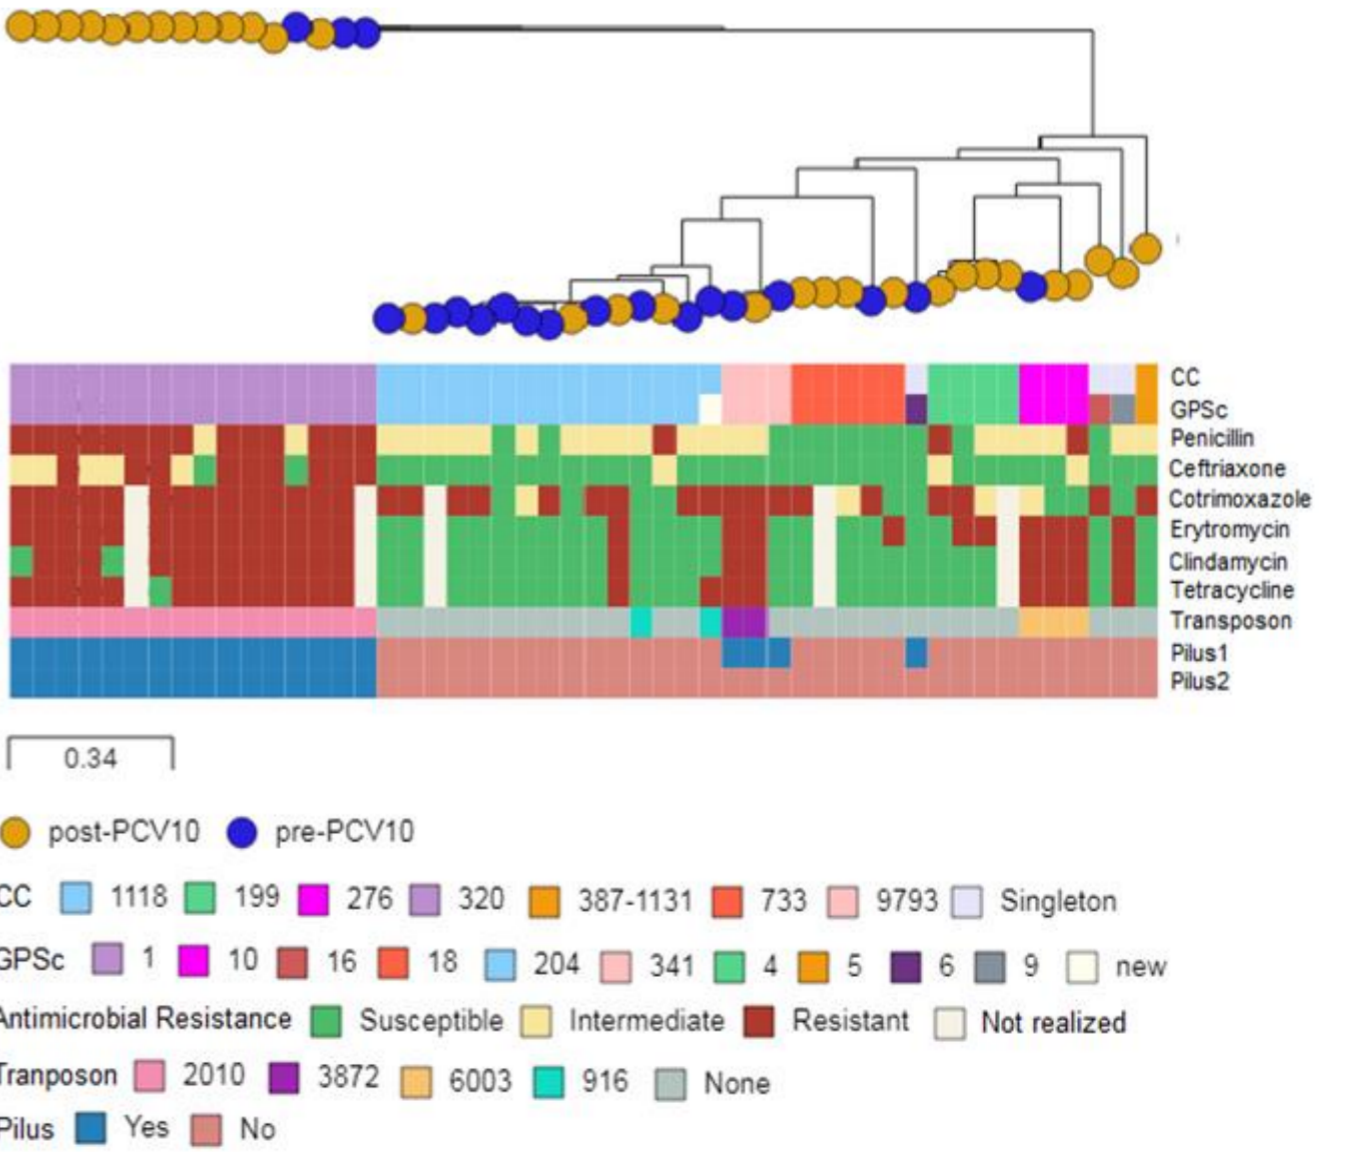 CC
GPSc
Penicillin
Ceftriaxone
Cotrimoxazole
Erytromycin
Clindamycin
Tetracycline
Transposon
Pilus1
Pilus2
0.34
post-PCV10 pre-PCV10
CC 1118 199 276 320 387-1131 733 9793 Singleton
GPSc 1 10 16 18 204 341 4 5 6 9 new
Antimicrobial Resistance Susceptible Intermediate Resistant Not realized
Tranposon 2010 3872 6003 916 None
Pilus Yes No